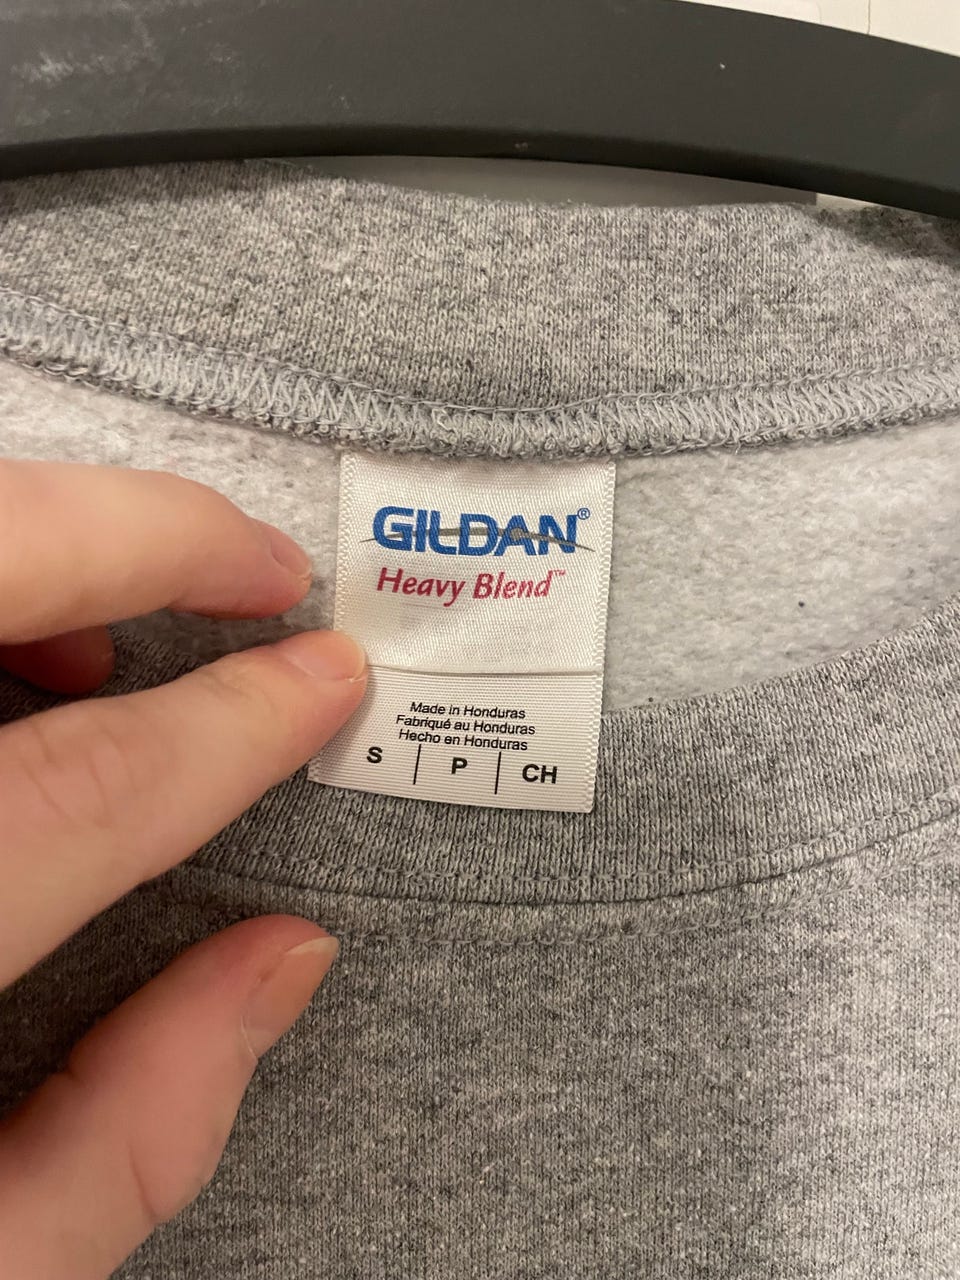 GILDAN®
Heavy Blend™
Made in Honduras
Fabriqué au Honduras
Hecho en Honduras
S | P | CH